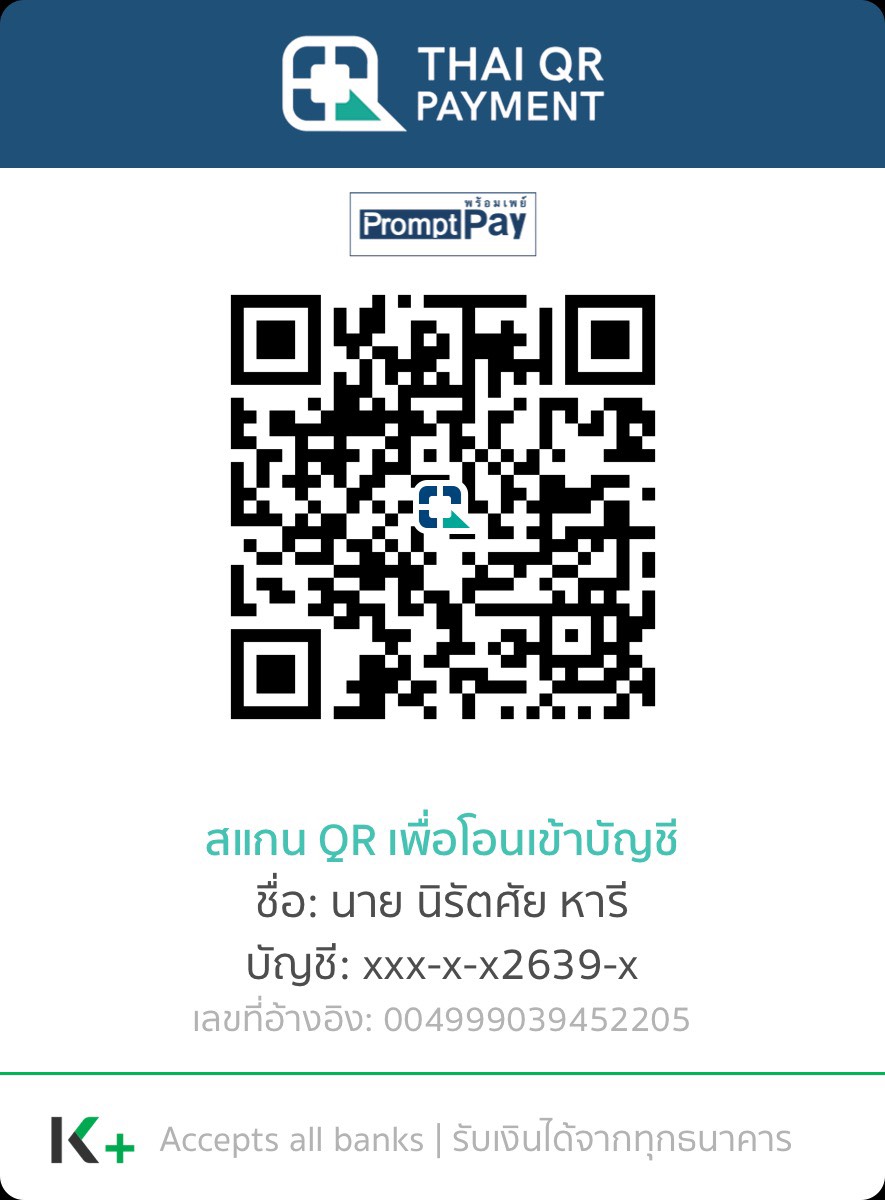 THAI QR
PAYMENT
พร้อมเพย์
PromptPay
สแกน QR เพื่อโอนเข้าบัญชี
ชื่อ: นาย นิรัตศัย หารี
บัญชี: xxx-x-x2639-x
เลขที่อ้างอิง: 004999039452205
K+ Accepts all banks | รับเงินได้จากทุกธนาคาร